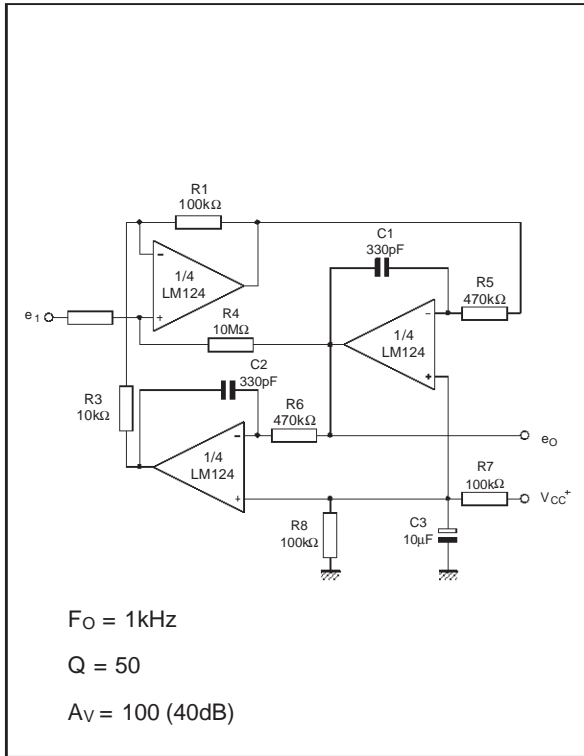 R1
100kΩ
C1
330pF
1/4
LM124
R5
470kΩ
e1
R4
10MΩ
1/4
LM124
C2
330pF
R3
10kΩ
R6
470kΩ
1/4
LM124
eO
R7
100kΩ
VCC+
R8
100kΩ
C3
10μF
FO = 1kHz
Q = 50
AV = 100 (40dB)